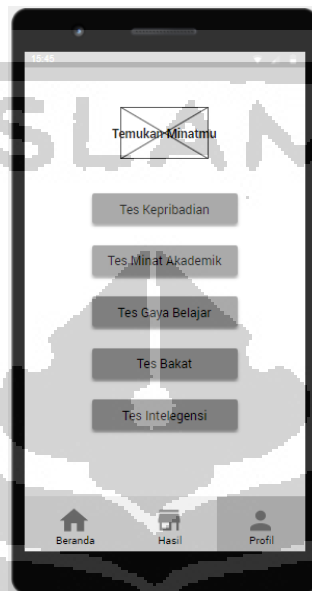 15:45
ISLAM
Temukan Minatmu
Tes Kepribadian
Tes Minat Akademik
Tes Gaya Belajar
Tes Bakat
Tes Intelegensi
Beranda Hasil Profil